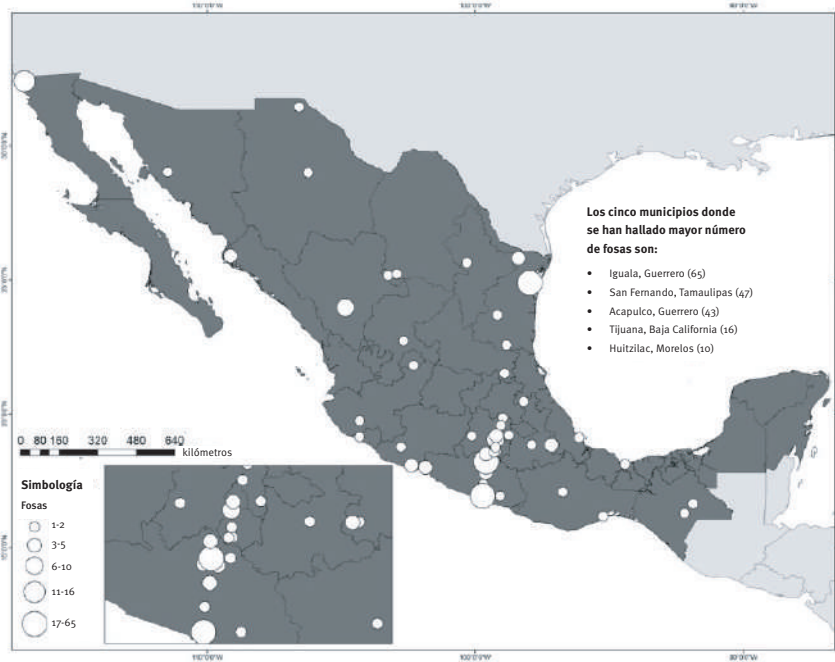 Los cinco municipios donde
se han hallado mayor número
de fosas son:
• Iguala, Guerrero (65)
• San Fernando, Tamaulipas (47)
• Acapulco, Guerrero (43)
• Tijuana, Baja California (16)
• Huitzilac, Morelos (10)
0 80 160 320 480 640
kilómetros
Simbología
Fosas
1-2
3-5
6-10
11-16
17-65